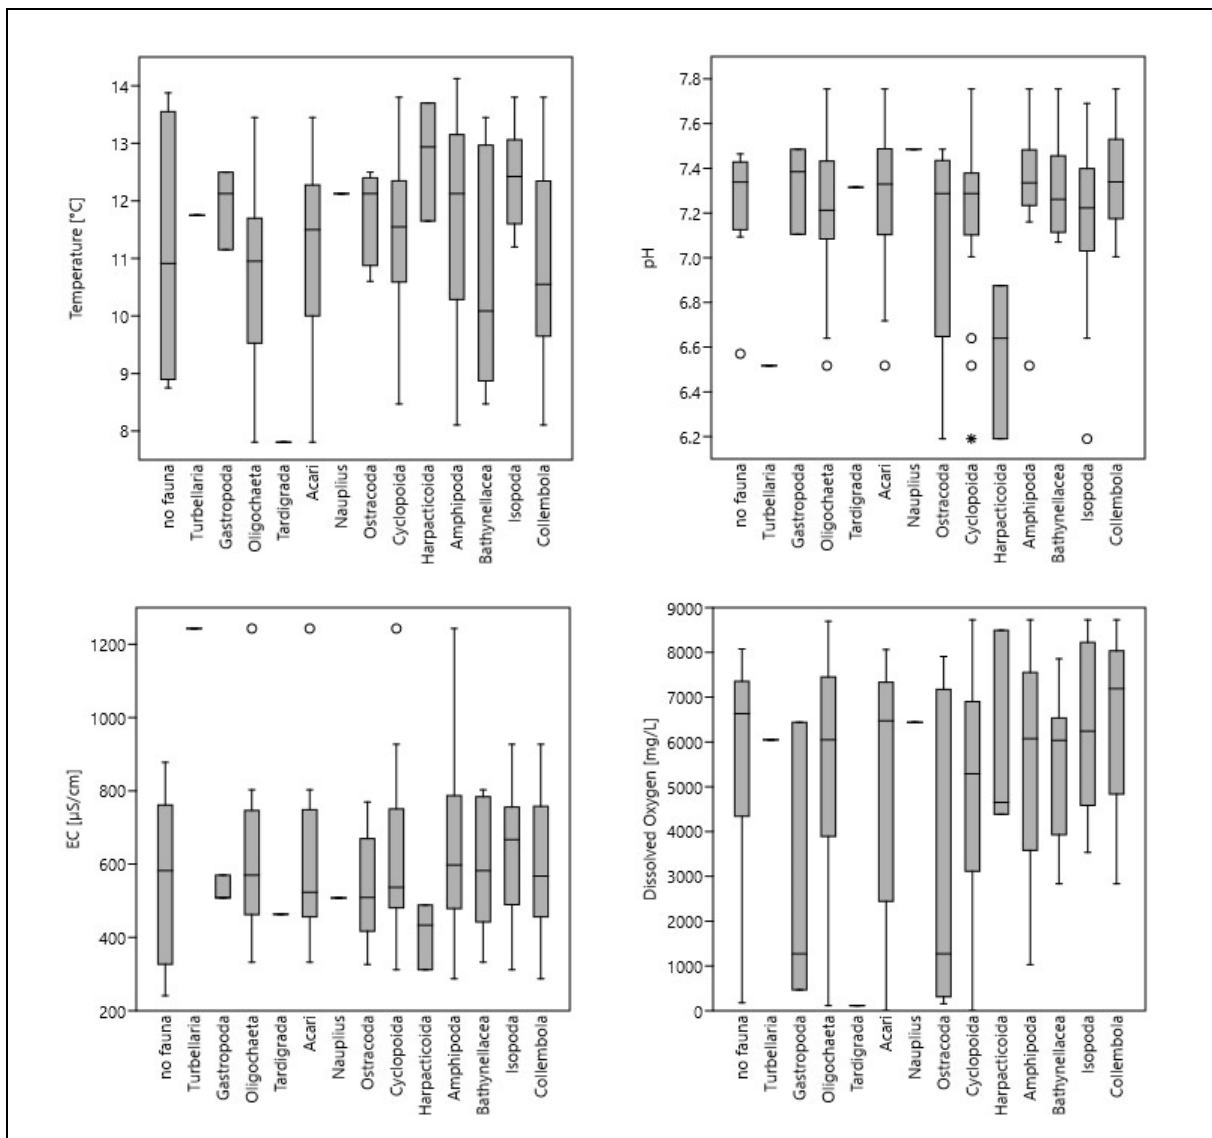 14
13
12
11
10
9
8
Temperature [°C]
no fauna
Turbellaria
Gastropoda
Oligochaeta
Tardigrada
Acari
Nauplius
Ostracoda
Cyclopoida
Harpacticoida
Amphipoda
Bathynellacea
Isopoda
Collembola
7.8
7.6
7.4
7.2
7.0
6.8
6.6
6.4
6.2
pH
no fauna
Turbellaria
Gastropoda
Oligochaeta
Tardigrada
Acari
Nauplius
Ostracoda
Cyclopoida
Harpacticoida
Amphipoda
Bathynellacea
Isopoda
Collembola
1200
1000
800
600
400
200
EC [µS/cm]
no fauna
Turbellaria
Gastropoda
Oligochaeta
Tardigrada
Acari
Nauplius
Ostracoda
Cyclopoida
Harpacticoida
Amphipoda
Bathynellacea
Isopoda
Collembola
9000
8000
7000
6000
5000
4000
3000
2000
1000
0
Dissolved Oxygen [mg/L]
no fauna
Turbellaria
Gastropoda
Oligochaeta
Tardigrada
Acari
Nauplius
Ostracoda
Cyclopoida
Harpacticoida
Amphipoda
Bathynellacea
Isopoda
Collembola